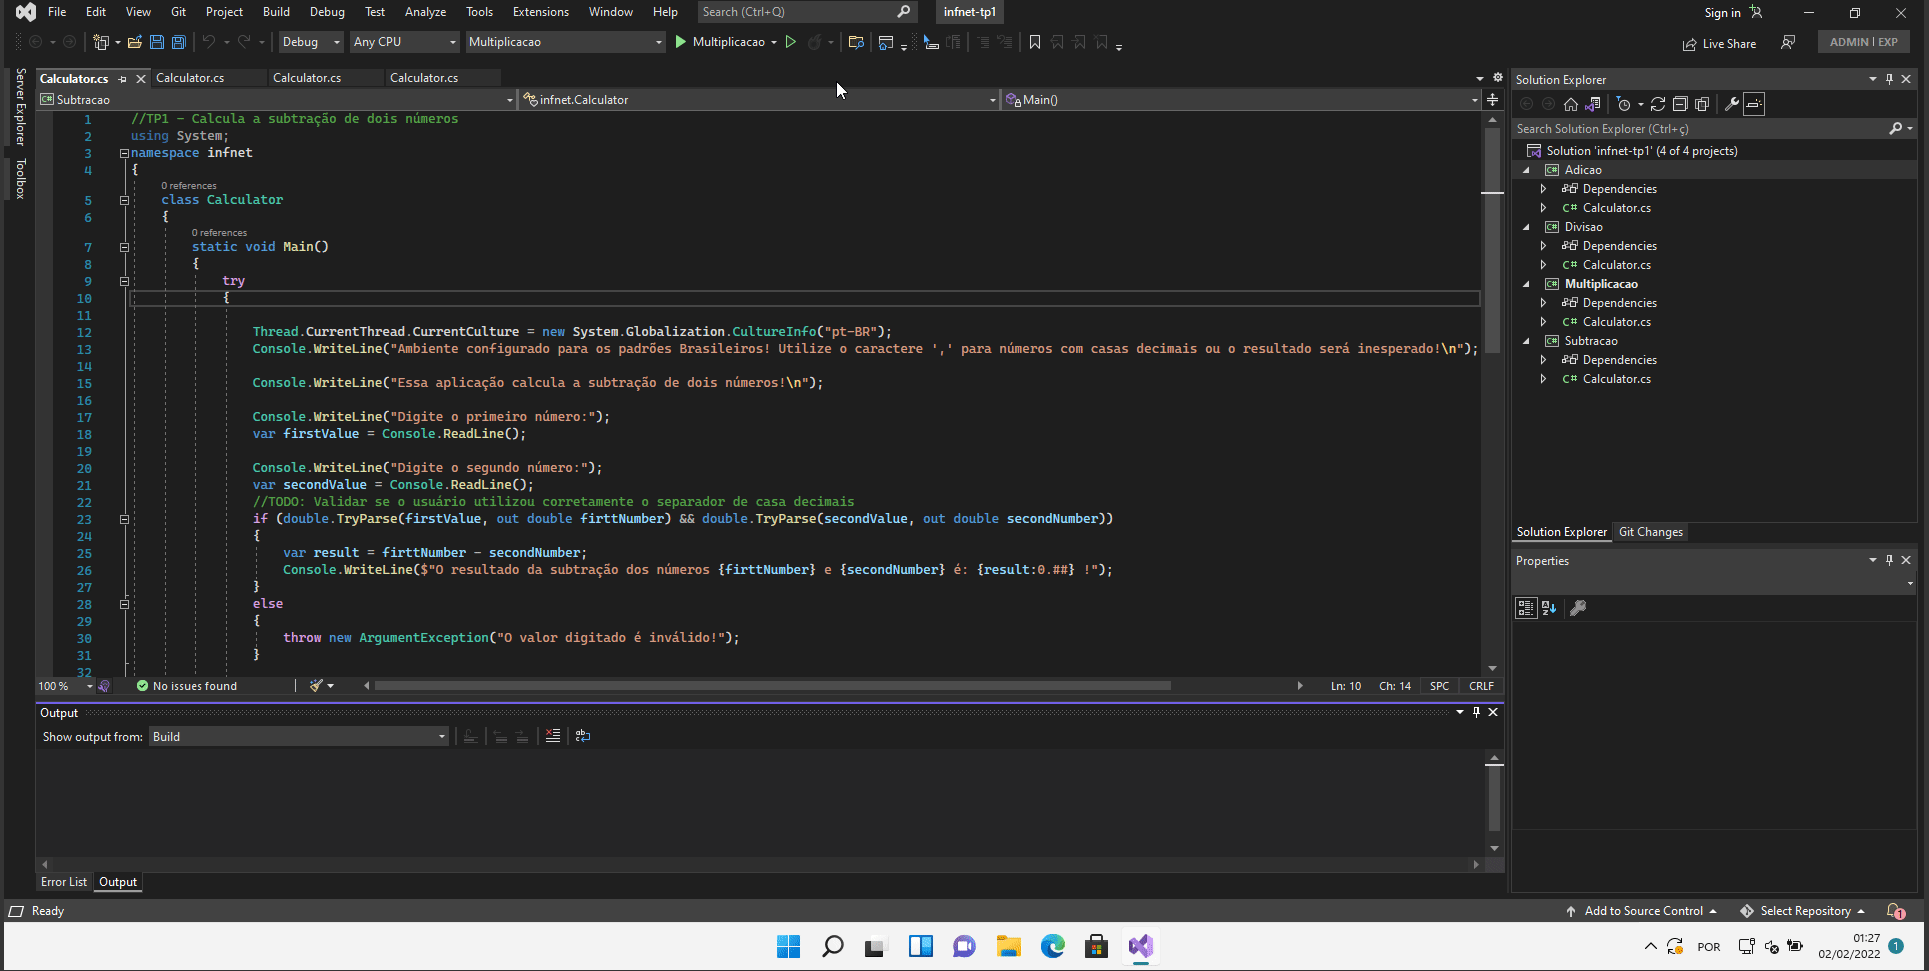 File Edit View Git Project Build Debug Test Analyze Tools Extensions Window Help Search (Ctrl+Q) infnet-tp1 Sign in
Debug Any CPU Multiplicacao Multiplicacao Live Share ADMIN | EXP
Server Explorer
Toolbox
Calculator.cs Calculator.cs Calculator.cs Calculator.cs
Subtracao infnet.Calculator Main()
1 //TP1 - Calcula a subtração de dois números
2 using System;
3 namespace infnet
4 {
0 references
5 class Calculator
6 {
0 references
7 static void Main()
8 {
9 try
10 {
11
12 Thread.CurrentThread.CurrentCulture = new System.Globalization.CultureInfo("pt-BR");
13 Console.WriteLine("Ambiente configurado para os padrões Brasileiros! Utilize o caractere ',' para números com casas decimais ou o resultado será inesperado!\n");
14
15 Console.WriteLine("Essa aplicação calcula a subtração de dois números!\n");
16
17 Console.WriteLine("Digite o primeiro número:");
18 var firstValue = Console.ReadLine();
19
20 Console.WriteLine("Digite o segundo número:");
21 var secondValue = Console.ReadLine();
22 //TODO: Validar se o usuário utilizou corretamente o separador de casa decimais
23 if (double.TryParse(firstValue, out double firttNumber) && double.TryParse(secondValue, out double secondNumber))
24 {
25 var result = firttNumber - secondNumber;
26 Console.WriteLine($"O resultado da subtração dos números {firttNumber} e {secondNumber} é: {result:0.##} !");
27 }
28 else
29 {
30 throw new ArgumentException("O valor digitado é inválido!");
31 }
32
100 % No issues found Ln: 10 Ch: 14 SPC CRLF
Output
Show output from: Build
Error List Output
Solution Explorer
Search Solution Explorer (Ctrl+ç)
Solution 'infnet-tp1' (4 of 4 projects)
Adicao
Dependencies
C# Calculator.cs
Divisao
Dependencies
C# Calculator.cs
Multiplicacao
Dependencies
C# Calculator.cs
Subtracao
Dependencies
C# Calculator.cs
Solution Explorer Git Changes
Properties
Ready Add to Source Control Select Repository 1
POR 01:27 1
02/02/2022